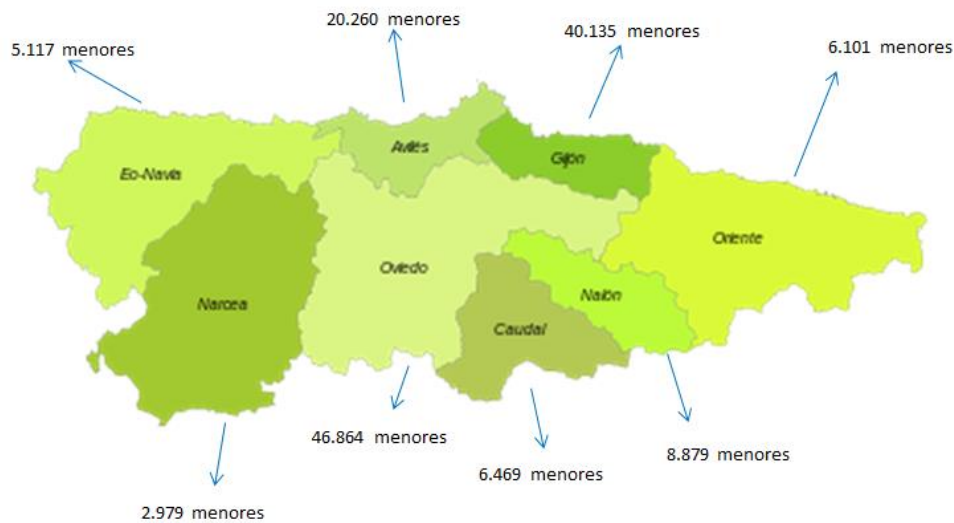 20.260 menores
40.135 menores
5.117 menores
6.101 menores
Avilés
Gijón
Eo-Navia
Oriente
Oviedo
Nalón
Narcea
Caudal
46.864 menores
8.879 menores
6.469 menores
2.979 menores